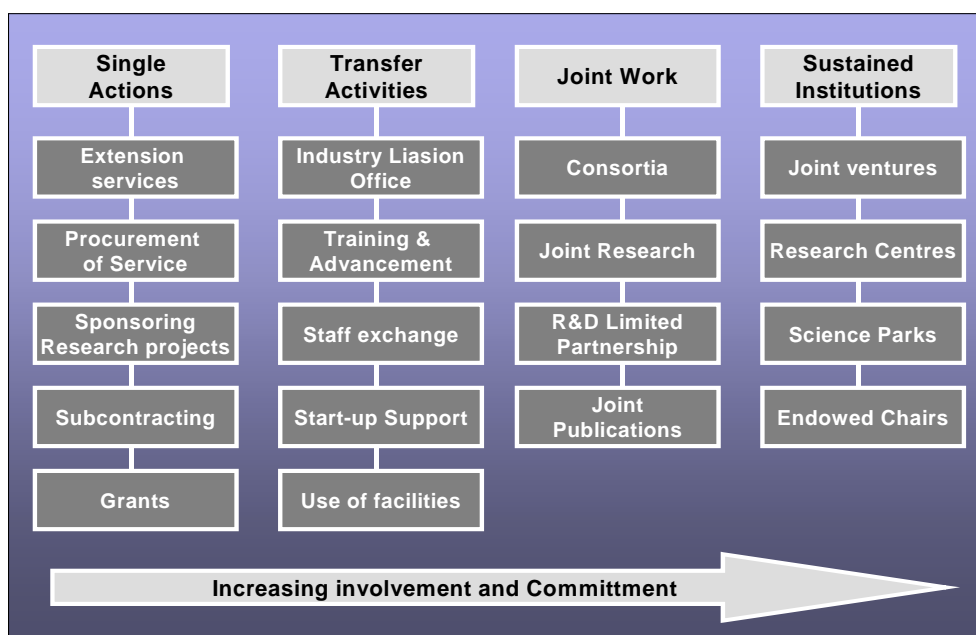 Single
Actions
Extension
services
Procurement
of Service
Sponsoring
Research projects
Subcontracting
Grants
Transfer
Activities
Industry Liasion
Office
Training &
Advancement
Staff exchange
Start-up Support
Use of facilities
Joint Work
Consortia
Joint Research
R&D Limited
Partnership
Joint
Publications
Sustained
Institutions
Joint ventures
Research Centres
Science Parks
Endowed Chairs
Increasing involvement and Committment